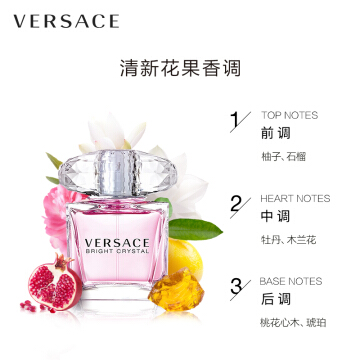 VERSACE
清新花果香调
1 TOP NOTES
前调
柚子、石榴
2 HEART NOTES
中调
牡丹、木兰花
3 BASE NOTES
后调
桃花心木、琥珀
VERSACE
BRIGHT CRYSTAL